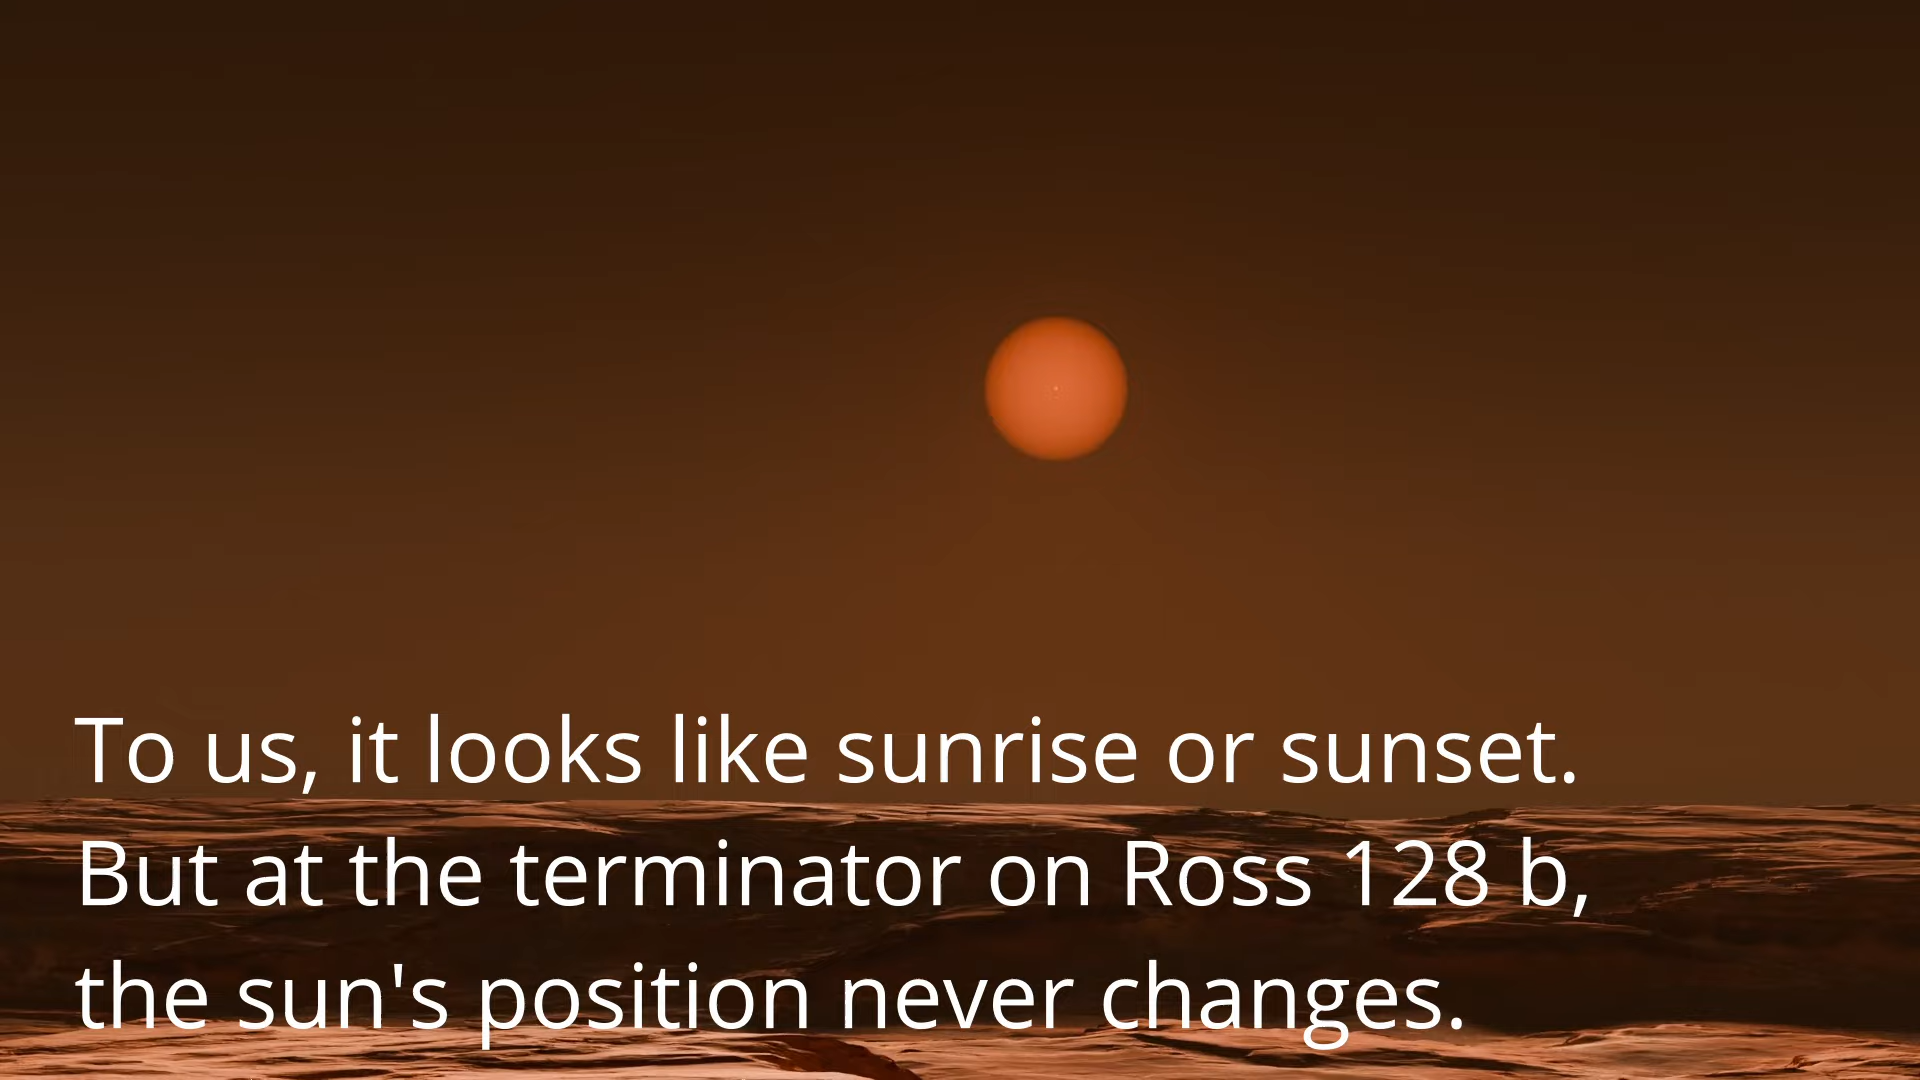 To us, it looks like sunrise or sunset.
But at the terminator on Ross 128 b,
the sun's position never changes.